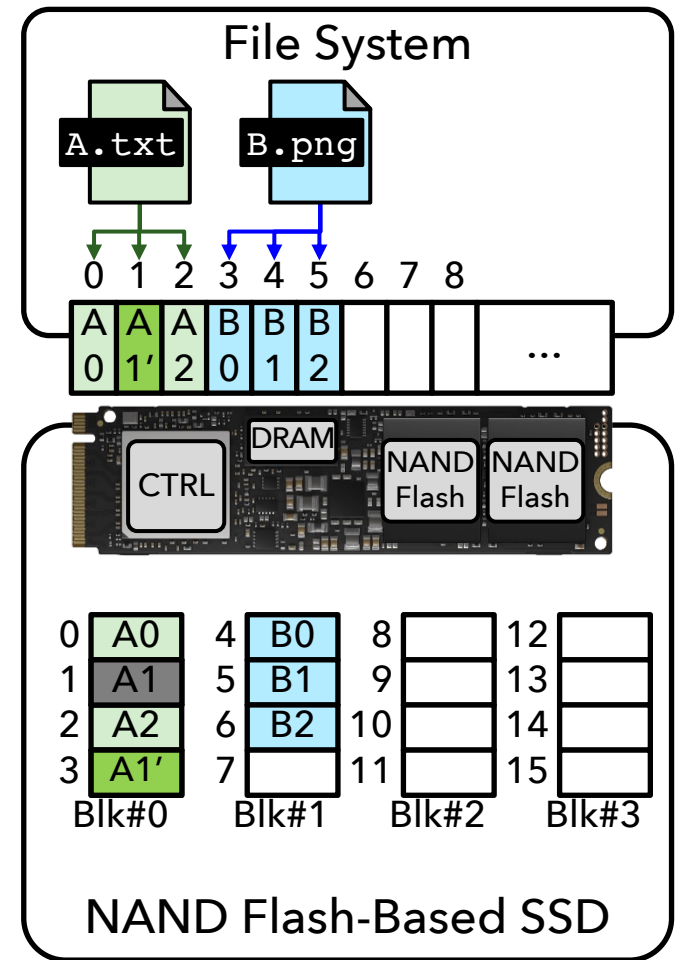 File System
A.txt B.png
0 1 2 3 4 5 6 7 8
A A A B B B
0 1′ 2 0 1 2 ...
DRAM
CTRL NAND Flash NAND Flash
0 A0 4 B0 8 12
1 A1 5 B1 9 13
2 A2 6 B2 10 14
3 A1′ 7 11 15
Blk#0 Blk#1 Blk#2 Blk#3
NAND Flash-Based SSD